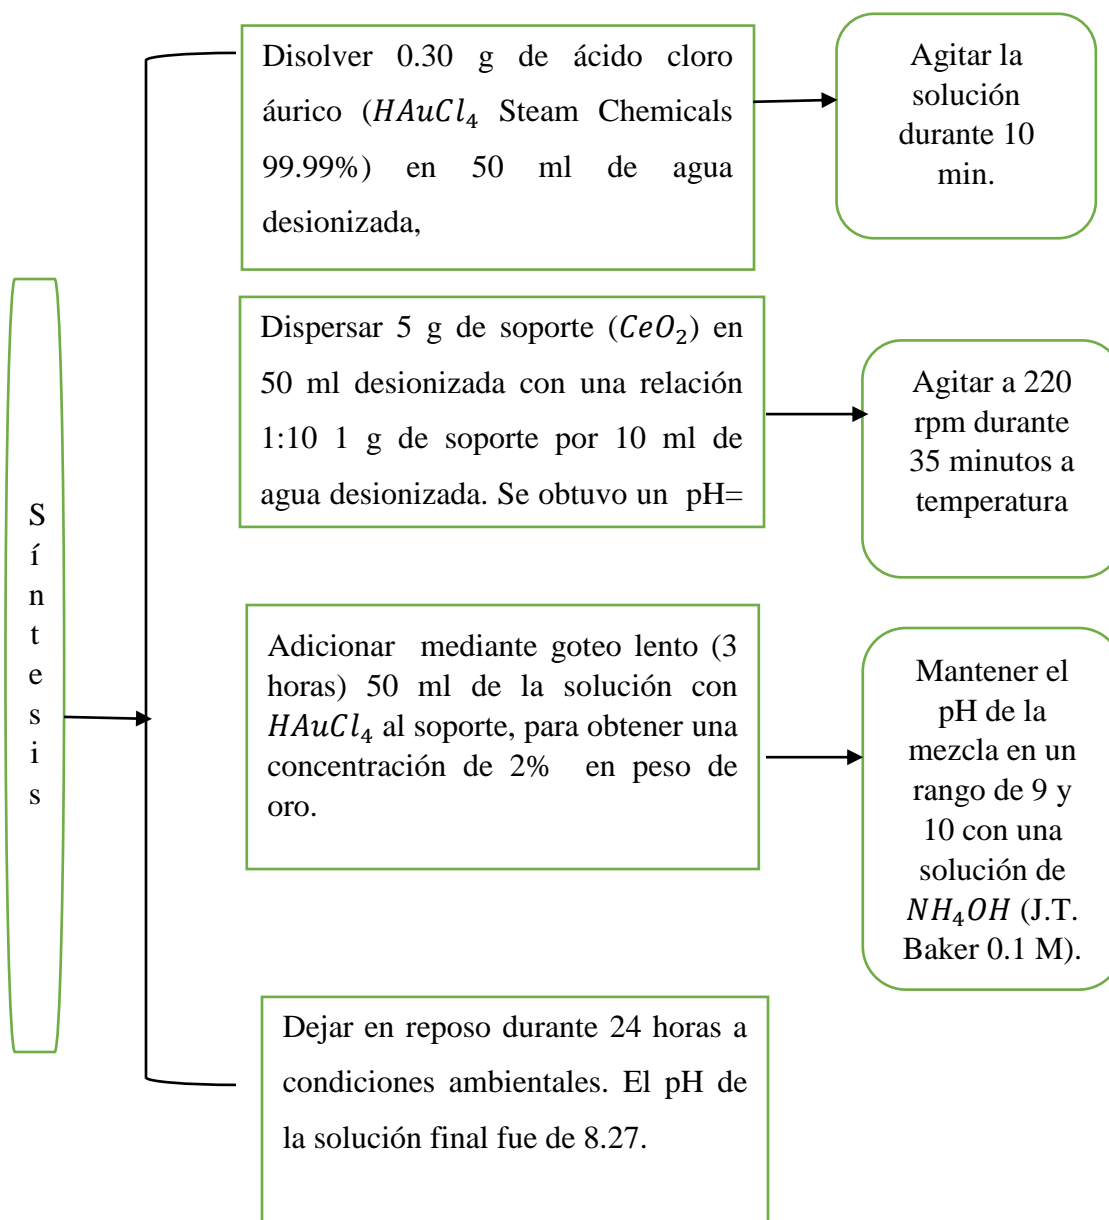 Síntesis
Disolver 0.30 g de ácido cloro
áurico (HAuCl₄ Steam Chemicals
99.99%) en 50 ml de agua
desionizada,
Agitar la
solución
durante 10
min.
Dispersar 5 g de soporte (CeO₂) en
50 ml desionizada con una relación
1:10 1 g de soporte por 10 ml de
agua desionizada. Se obtuvo un pH=
Agitar a 220
rpm durante
35 minutos a
temperatura
Adicionar mediante goteo lento (3
horas) 50 ml de la solución con
HAuCl₄ al soporte, para obtener una
concentración de 2% en peso de
oro.
Mantener el
pH de la
mezcla en un
rango de 9 y
10 con una
solución de
NH₄OH (J.T.
Baker 0.1 M).
Dejar en reposo durante 24 horas a
condiciones ambientales. El pH de
la solución final fue de 8.27.